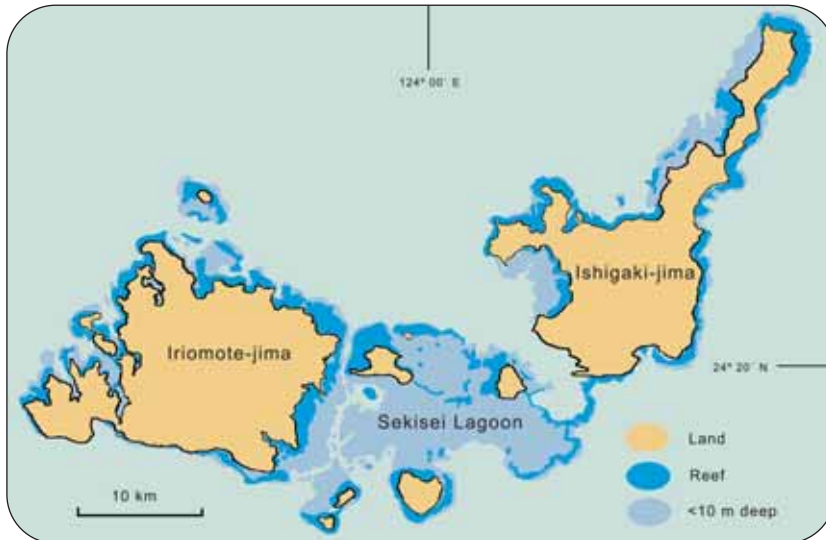 124° 00´ E
Ishigaki-jima
Iriomote-jima
24° 20´ N
Sekisei Lagoon
Land
Reef
10 km
<10 m deep